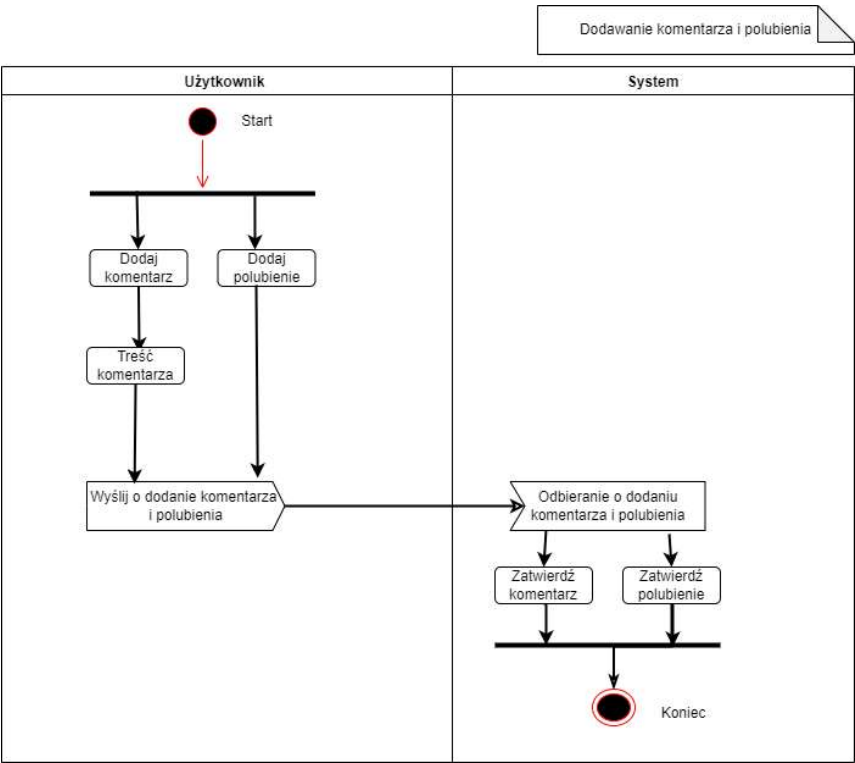 Dodawanie komentarza i polubienia
Użytkownik
System
Start
Dodaj
komentarz
Dodaj
polubienie
Treść
komentarza
Wyślij o dodanie komentarza
i polubienia
Odbieranie o dodaniu
komentarza i polubienia
Zatwierdź
komentarz
Zatwierdź
polubienie
Koniec